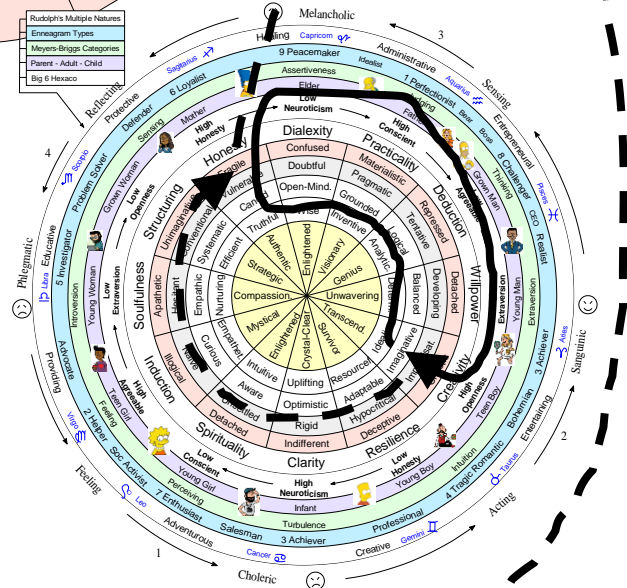 Rudolph's Multiple Natures
Enneagram Types
Meyers-Briggs Categories
Parent - Adult - Child
Big 6 Hexaco
Melancholic
Capricorn
Healing
9 Peacemaker
Assertiveness
Idealist
Administrative
3
Sagittarius
Aquarius
Elder
1 Perfectionist
Sensing
6 Loyalist
Low
Neuroticism
Bear
Boss
Entrepreneurial
Reflecting
Protective
Defender
Sensing
Mother
High
Honesty
High
Conscient
8 Challenger
Thinking
Dialexity
Practicality
4
Scorpio
Problem Solver
Grown Woman
Low
Openness
Structuring
Confused
Materialistic
Deduction
Grown Man
Agreeable
Pisces
CEO
Realist
Fragile
Vulnerable
Doubtful
Pragmatic
Repressed
Open-Mind.
Grounded
Tentative
Unimaginative
Conventional
Systematic
Efficient
Truthful
Wise
Inventive
Analytic.
Logical
Authentic
Enlightened
Visionary
Strategic
Genius
Phlegmatic
Libra
Educative
5 Investigator
Introversion
Young Woman
Low
Extraversion
Soulfulness
Apathetic
Hesitant
Empathic
Nurturing
Compassion.
Unwavering
Balanced
Developing
Detached
Willpower
Extraversion
Young Man
Extraversion
3 Achiever
Aries
Sanguinic
Mystical
Enlightened
Crystal-Clear
Survivor
Transcend.
Illogical
Naive
Curious
Empathet.
Intuitive
Uplifting
Resourcef.
Imaginative
Creativity
Advocate
Providing
High
Agreeable
Teen Girl
Induction
Aware
Optimistic
Adaptable
High
Openness
Teen Boy
Bohemian
Entertaining
Virgo
2 Helper
Feeling
Detached
Unsettled
Rigid
Hypocritical
Deceptive
Indifferent
Spirituality
Clarity
Resilience
2
Feeling
Soc Activist
Low
Conscient
Young Girl
High
Neuroticism
Low
Honesty
Young Boy
Intuition
4 Tragic Romantic
Taurus
Acting
Leo
7 Enthusiast
Perceiving
Infant
Turbulence
Professional
Adventurous
Salesman
3 Achiever
Creative
Gemini
1
Cancer
Choleric